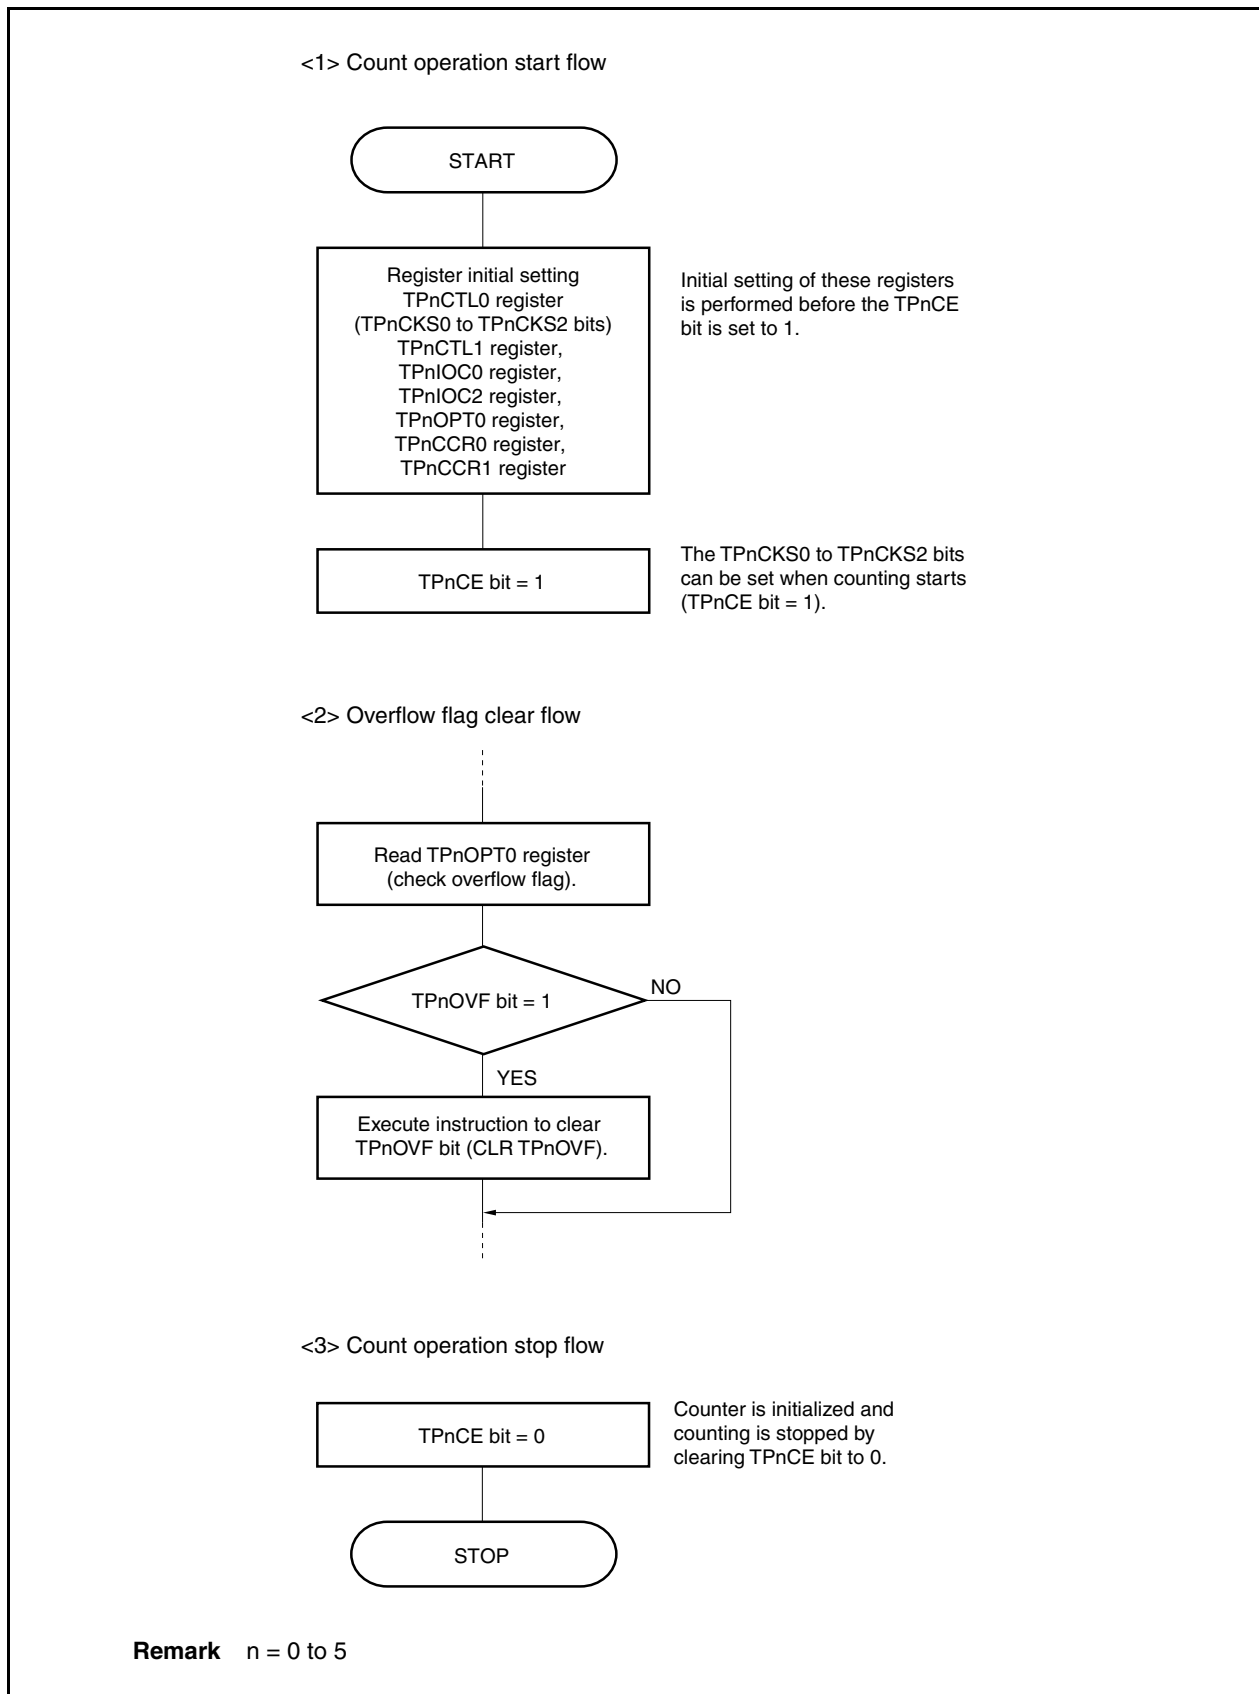 <1> Count operation start flow
START
Register initial setting
TPnCTL0 register
(TPnCKS0 to TPnCKS2 bits)
TPnCTL1 register,
TPnIOC0 register,
TPnIOC2 register,
TPnOPT0 register,
TPnCCR0 register,
TPnCCR1 register
Initial setting of these registers
is performed before the TPnCE
bit is set to 1.
TPnCE bit = 1
The TPnCKS0 to TPnCKS2 bits
can be set when counting starts
(TPnCE bit = 1).
<2> Overflow flag clear flow
Read TPnOPT0 register
(check overflow flag).
TPnOVF bit = 1
NO
YES
Execute instruction to clear
TPnOVF bit (CLR TPnOVF).
<3> Count operation stop flow
TPnCE bit = 0
Counter is initialized and
counting is stopped by
clearing TPnCE bit to 0.
STOP
Remark n = 0 to 5